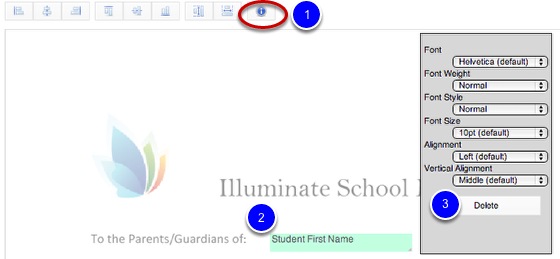 1
Font
Helvetica (default)
Font Weight
Normal
Font Style
Normal
Font Size
10pt (default)
Alignment
Left (default)
Vertical Alignment
Middle (default)
3
Delete
Illuminate School
2
To the Parents/Guardians of:
Student First Name